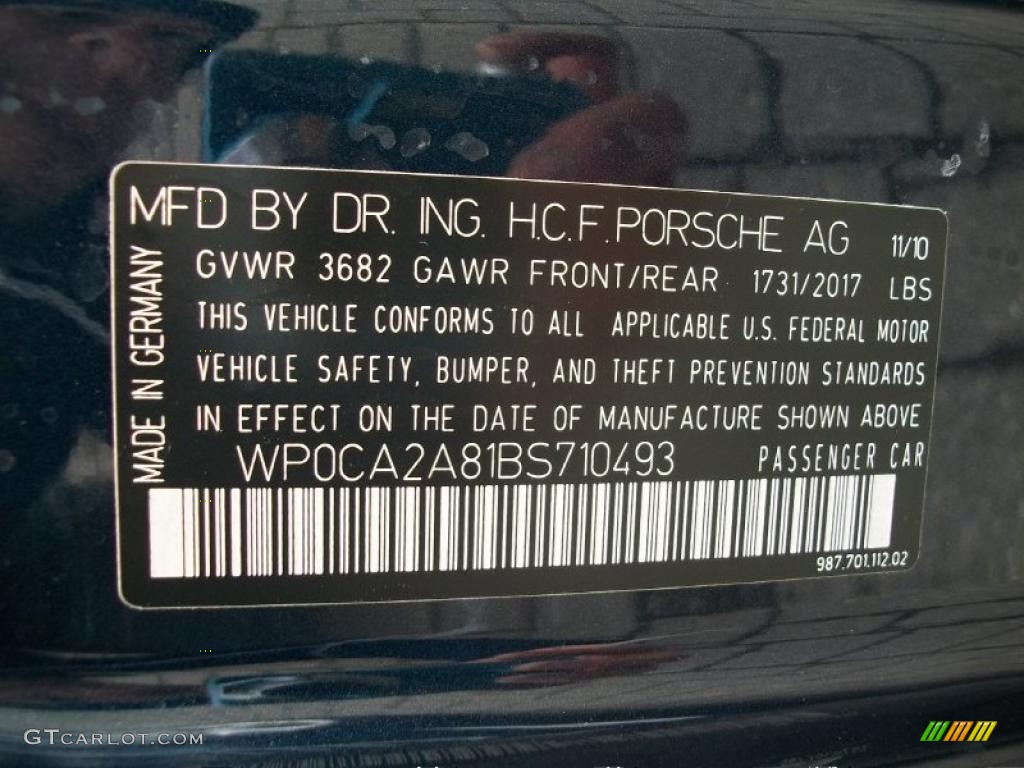 MFD BY DR. ING. H.C.F. PORSCHE AG 11/10
GVWR 3682 GAWR FRONT/REAR 1731/2017 LBS
THIS VEHICLE CONFORMS TO ALL APPLICABLE U.S. FEDERAL MOTOR
VEHICLE SAFETY, BUMPER, AND THEFT PREVENTION STANDARDS
IN EFFECT ON THE DATE OF MANUFACTURE SHOWN ABOVE
WP0CA2A81BS710493 PASSENGER CAR
MADE IN GERMANY
987.701.112.02
GTCARLOT.COM